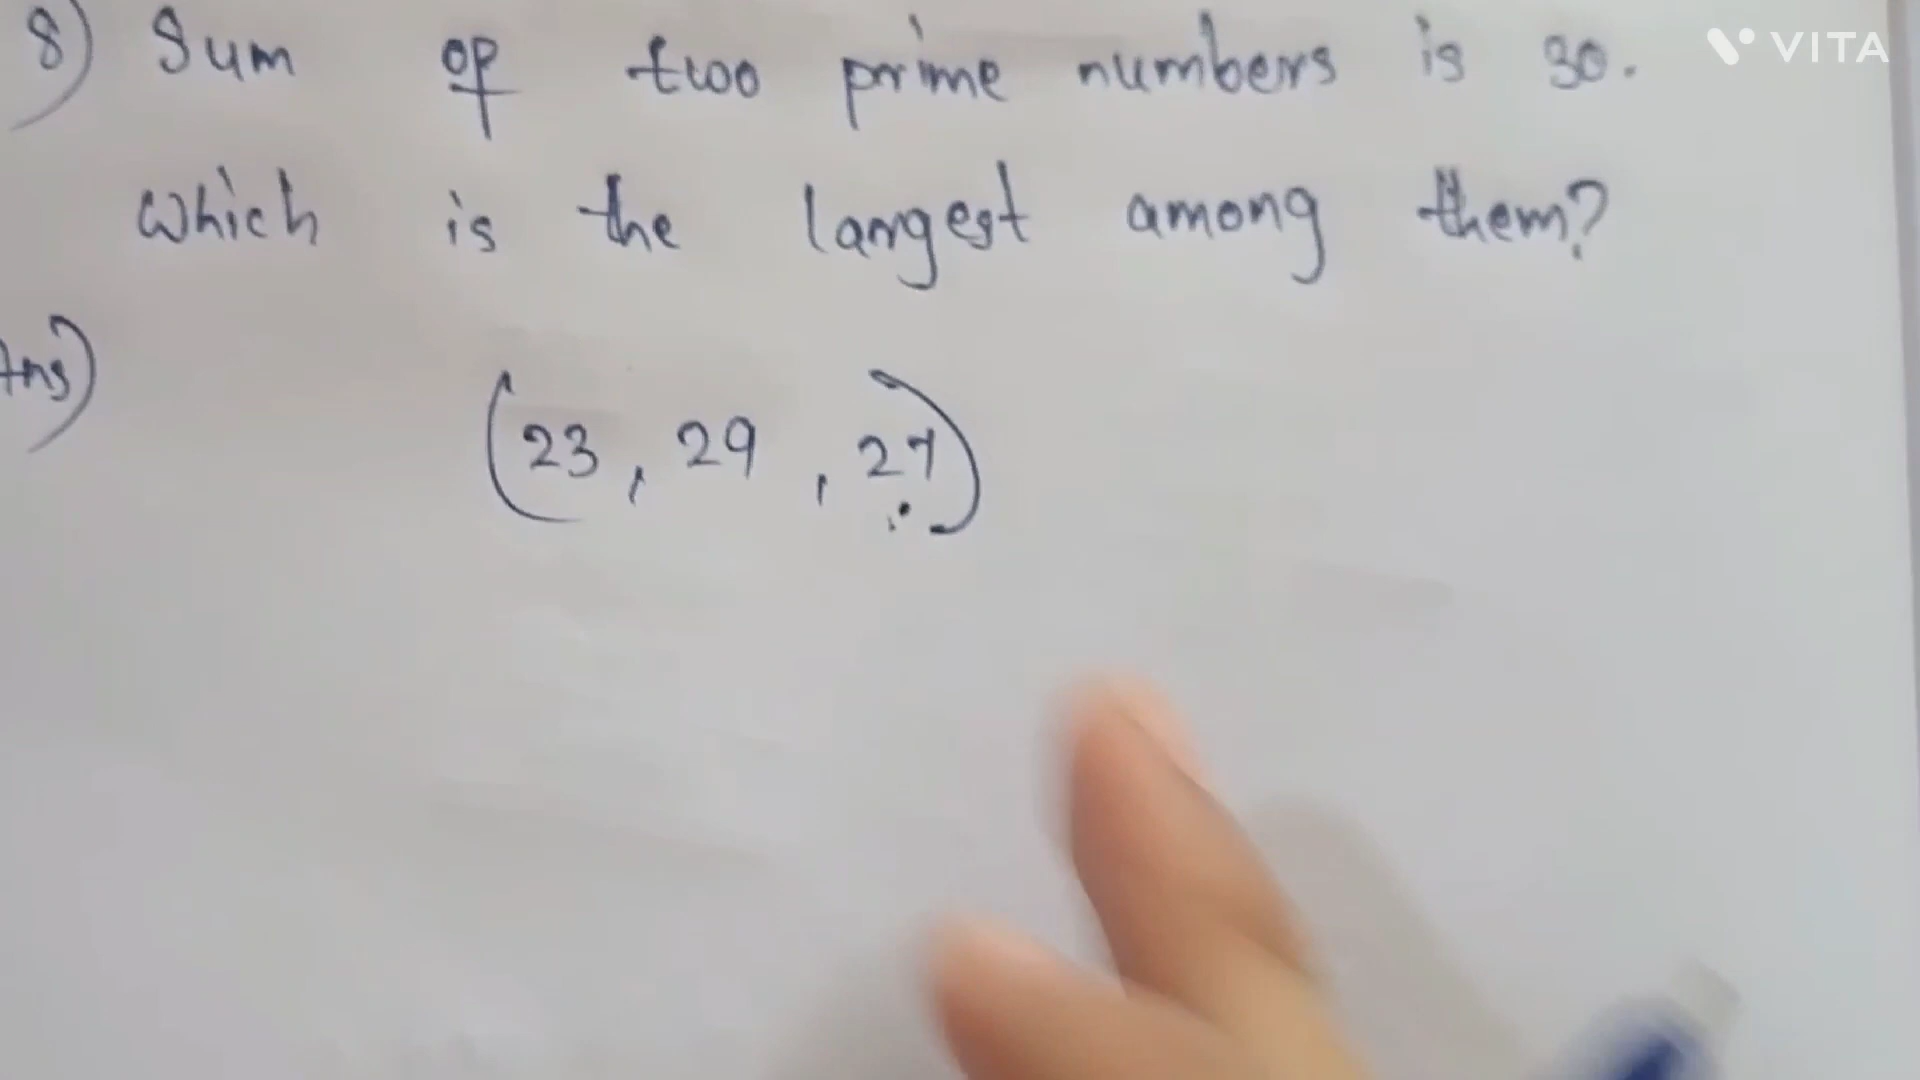 8) Sum of two prime numbers is 30.
VITA
which is the largest among them?
Ans)
(23, 29, 27)